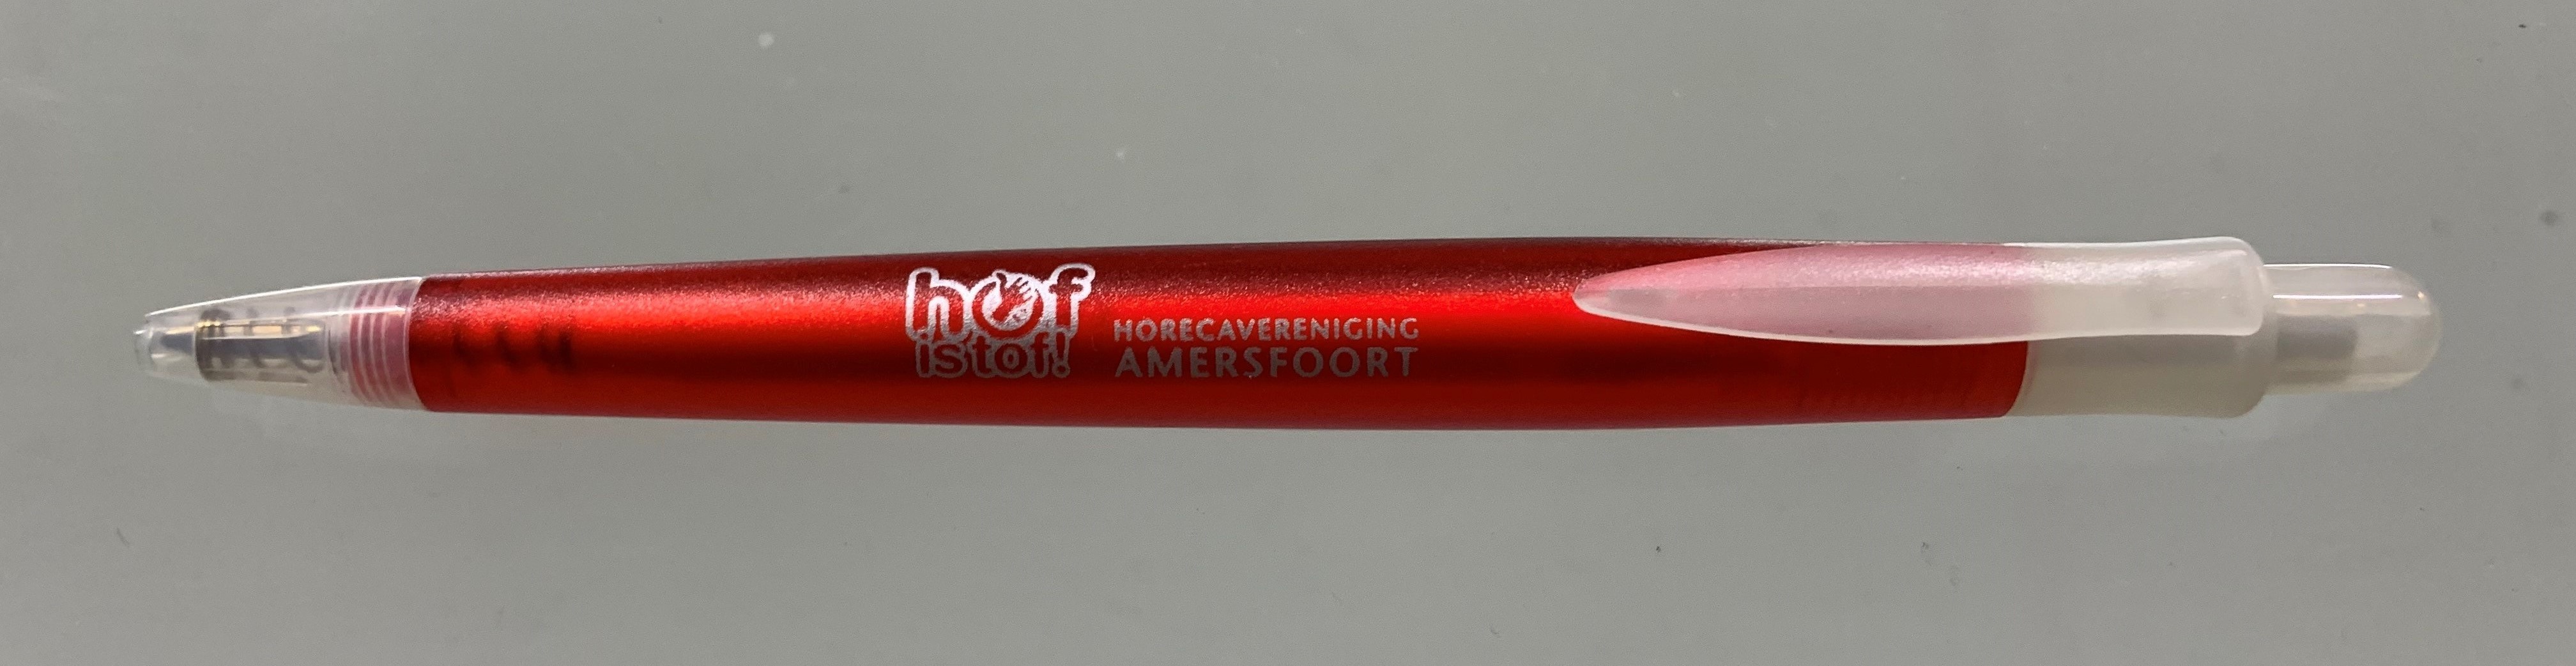 hof
is tof!
HORECAVERENIGING
AMERSFOORT